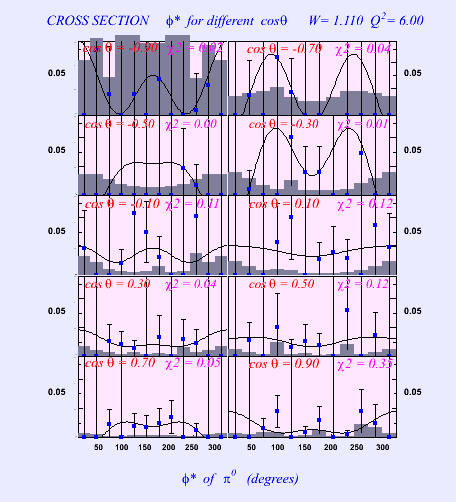 CROSS SECTION ϕ* for different cosθ W= 1.110 Q²= 6.00
cos θ = -0.90 χ2 = 0.07 cos θ = -0.70 χ2 = 0.04
0.05 0.05
cos θ = -0.50 χ2 = 0.00 cos θ = -0.30 χ2 = 0.01
0.05 0.05
cos θ = -0.10 χ2 = 0.11 cos θ = 0.10 χ2 = 0.12
0.05 0.05
cos θ = 0.30 χ2 = 0.04 cos θ = 0.50 χ2 = 0.12
0.05 0.05
cos θ = 0.70 χ2 = 0.05 cos θ = 0.90 χ2 = 0.35
0.05 0.05
50 100 150 200 250 300 50 100 150 200 250 300
ϕ* of π⁰ (degrees)